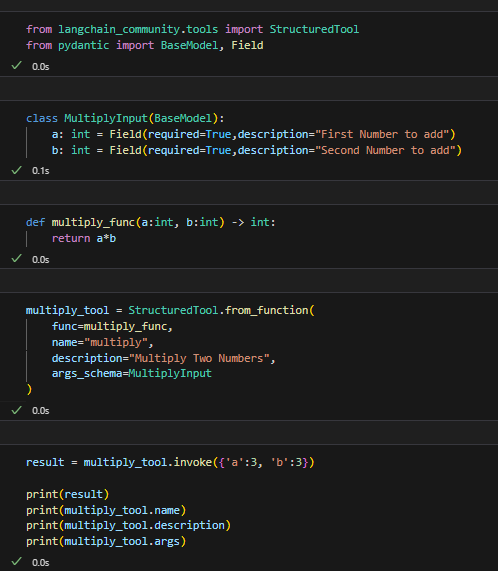 from langchain_community.tools import StructuredTool
from pydantic import BaseModel, Field
0.0s
class MultiplyInput(BaseModel):
    a: int = Field(required=True,description="First Number to add")
    b: int = Field(required=True,description="Second Number to add")
0.1s
def multiply_func(a:int, b:int) -> int:
    return a*b
0.0s
multiply_tool = StructuredTool.from_function(
    func=multiply_func,
    name="multiply",
    description="Multiply Two Numbers",
    args_schema=MultiplyInput
)
0.0s
result = multiply_tool.invoke({'a':3, 'b':3})
print(result)
print(multiply_tool.name)
print(multiply_tool.description)
print(multiply_tool.args)
0.0s